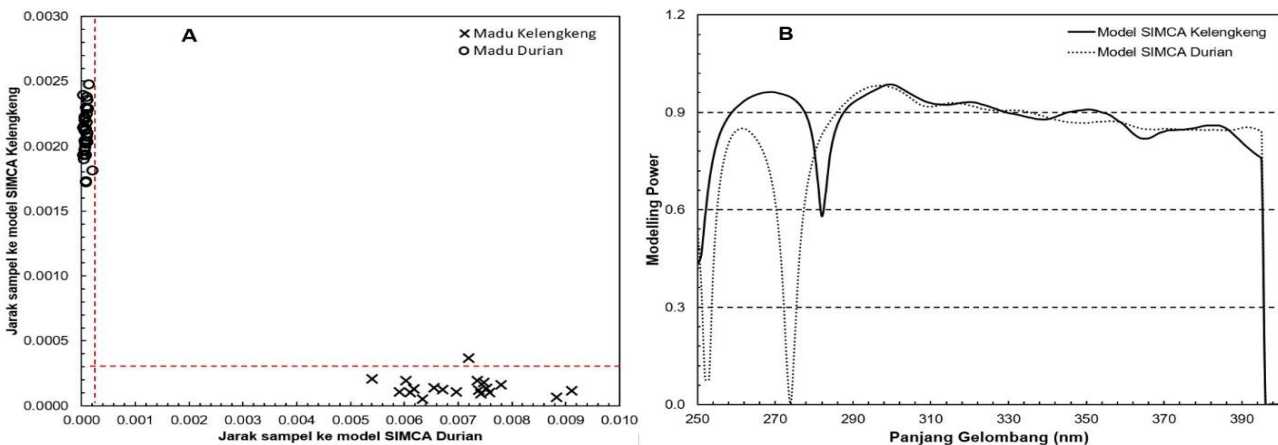 A
Madu Kelengkeng
Madu Durian
Jarak sampel ke model SIMCA Kelengkeng
0.0030
0.0025
0.0020
0.0015
0.0010
0.0005
0.0000
0.000 0.001 0.002 0.003 0.004 0.005 0.006 0.007 0.008 0.009 0.010
Jarak sampel ke model SIMCA Durian
B
Model SIMCA Kelengkeng
Model SIMCA Durian
Modelling Power
1.2
0.9
0.6
0.3
0.0
250 270 290 310 330 350 370 390
Panjang Gelombang (nm)